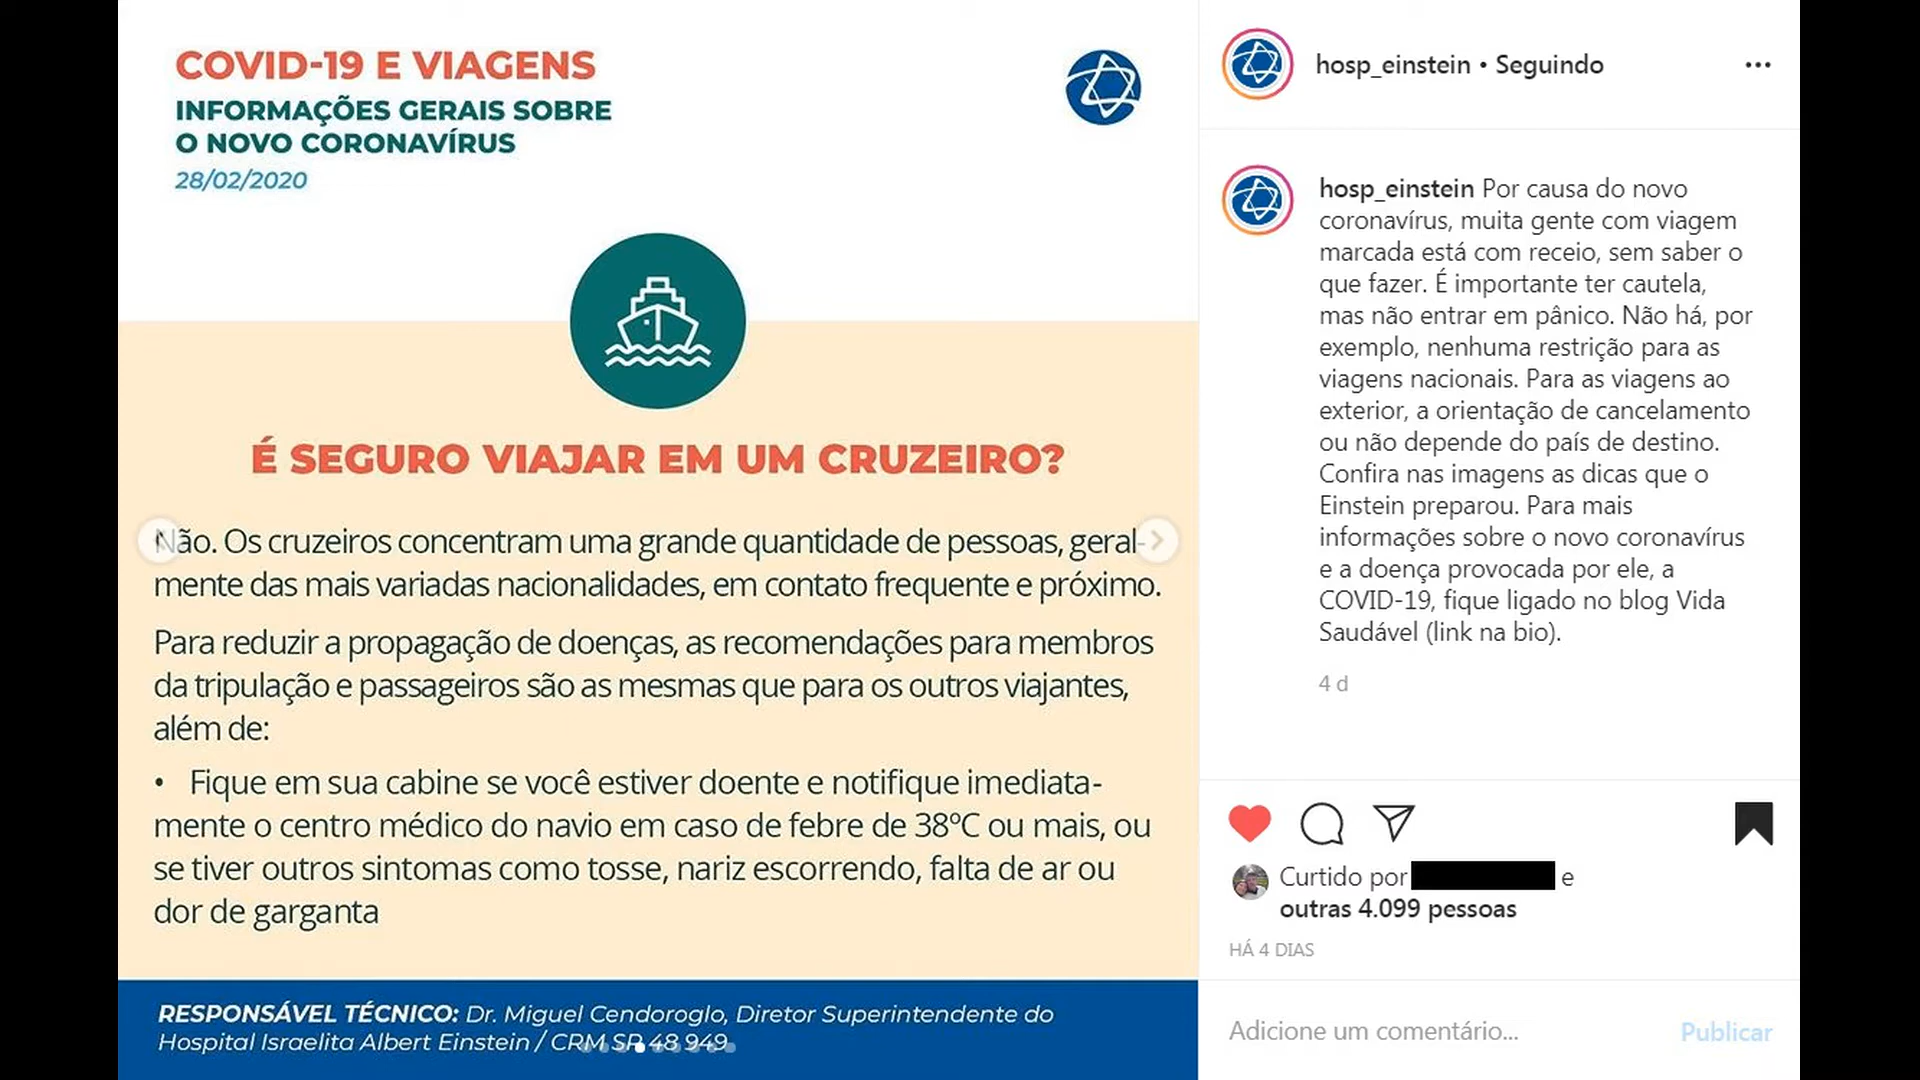 COVID-19 E VIAGENS
INFORMAÇÕES GERAIS SOBRE
O NOVO CORONAVÍRUS
28/02/2020
É SEGURO VIAJAR EM UM CRUZEIRO?
Não. Os cruzeiros concentram uma grande quantidade de pessoas, geral-
mente das mais variadas nacionalidades, em contato frequente e próximo.
Para reduzir a propagação de doenças, as recomendações para membros
da tripulação e passageiros são as mesmas que para os outros viajantes,
além de:
• Fique em sua cabine se você estiver doente e notifique imediata-
mente o centro médico do navio em caso de febre de 38ºC ou mais, ou
se tiver outros sintomas como tosse, nariz escorrendo, falta de ar ou
dor de garganta
RESPONSÁVEL TÉCNICO: Dr. Miguel Cendoroglo, Diretor Superintendente do
Hospital Israelita Albert Einstein / CRM SP 48 949
hosp_einstein • Seguindo
hosp_einstein Por causa do novo
coronavírus, muita gente com viagem
marcada está com receio, sem saber o
que fazer. É importante ter cautela,
mas não entrar em pânico. Não há, por
exemplo, nenhuma restrição para as
viagens nacionais. Para as viagens ao
exterior, a orientação de cancelamento
ou não depende do país de destino.
Confira nas imagens as dicas que o
Einstein preparou. Para mais
informações sobre o novo coronavírus
e a doença provocada por ele, a
COVID-19, fique ligado no blog Vida
Saudável (link na bio).
4 d
Curtido por e
outras 4.099 pessoas
HÁ 4 DIAS
Adicione um comentário... Publicar